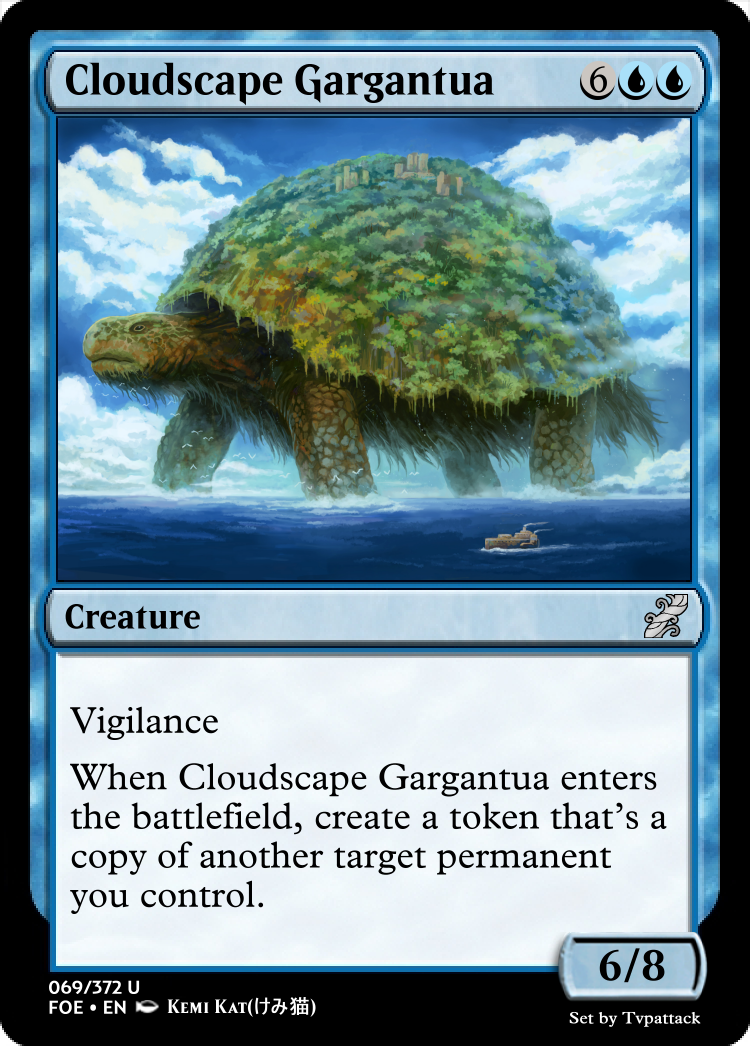 Cloudscape Gargantua 6
Creature
Vigilance
When Cloudscape Gargantua enters
the battlefield, create a token that's a
copy of another target permanent
you control.
6/8
069/372 U
FOE • EN Kemi Kat(けみ猫)
Set by Tvpattack